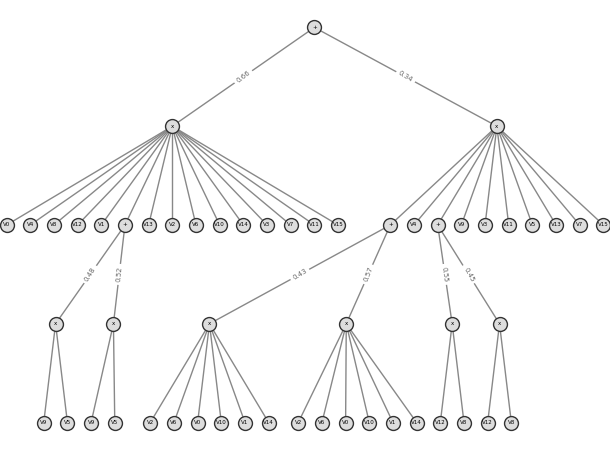 +
0.66 0.34
x x
V0 V4 V8 V12 V1 + V13 V2 V6 V10 V14 V3 V7 V11 V15 + V4 + V9 V3 V11 V5 V13 V7 V15
0.48 0.52 0.43 0.57 0.55 0.45
x x x x x x
V9 V5 V9 V5 V2 V6 V0 V10 V1 V14 V2 V6 V0 V10 V1 V14 V12 V8 V12 V8